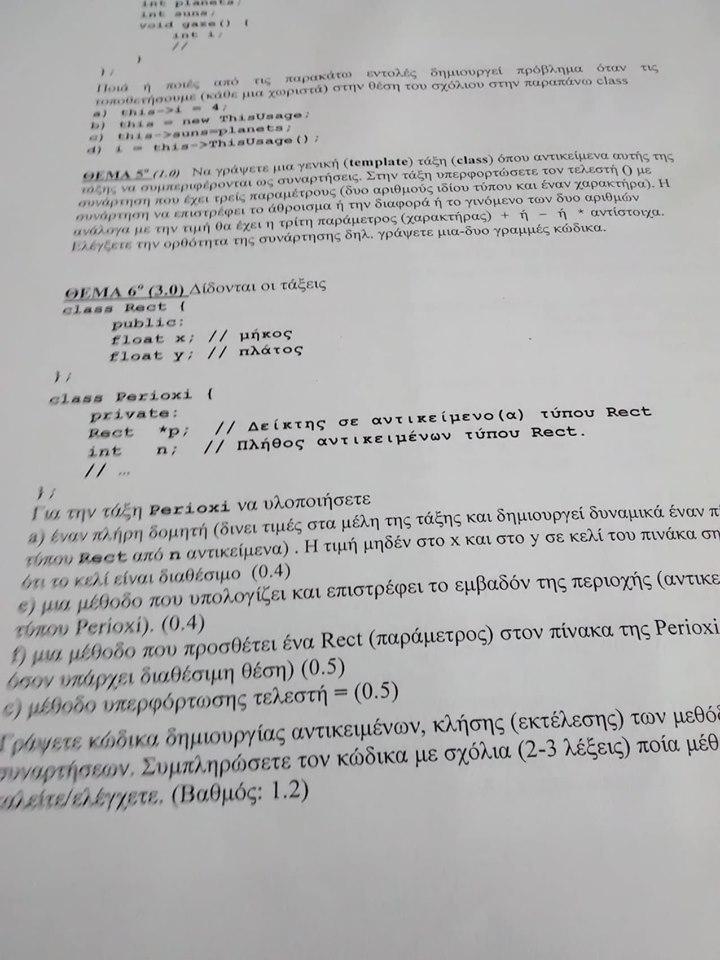 int planets;
int suns;
void gaze() {
int i;
//
}
};
Ποιά ή ποιές από τις παρακάτω εντολές δημιουργεί πρόβλημα όταν τις
τοποθετήσουμε (κάθε μια χωριστά) στην θέση του σχόλιου στην παραπάνω class
a) this->i = 4;
b) this = new ThisUsage;
c) this->suns=planets;
d) i = this->ThisUsage();
ΘΕΜΑ 5º (1.0) Να γράψετε μια γενική (template) τάξη (class) όπου αντικείμενα αυτής της
τάξης να συμπεριφέρονται ως συναρτήσεις. Στην τάξη υπερφορτώσετε τον τελεστή () με
συνάρτηση που έχει τρείς παραμέτρους (δυο αριθμούς ιδίου τύπου και έναν χαρακτήρα). Η
συνάρτηση να επιστρέφει το άθροισμα ή την διαφορά ή το γινόμενο των δυο αριθμών
ανάλογα με την τιμή θα έχει η τρίτη παράμετρος (χαρακτήρας) + ή – ή * αντίστοιχα.
Ελέγξετε την ορθότητα της συνάρτησης δηλ. γράψετε μια-δυο γραμμές κώδικα.
ΘΕΜΑ 6º (3.0) Δίδονται οι τάξεις
class Rect {
public:
float x; // μήκος
float y; // πλάτος
};
class Perioxi {
private:
Rect *p; // Δείκτης σε αντικείμενο(α) τύπου Rect
int n; // Πλήθος αντικειμένων τύπου Rect.
// …
};
Για την τάξη Perioxi να υλοποιήσετε
a) έναν πλήρη δομητή (δινει τιμές στα μέλη της τάξης και δημιουργεί δυναμικά έναν π
τύπου Rect από n αντικείμενα) . Η τιμή μηδέν στο x και στο y σε κελί του πινάκα ση
ότι το κελί είναι διαθέσιμο (0.4)
e) μια μέθοδο που υπολογίζει και επιστρέφει το εμβαδόν της περιοχής (αντικε
τύπου Perioxi). (0.4)
f) μια μέθοδο που προσθέτει ένα Rect (παράμετρος) στον πίνακα της Perioxi
όσον υπάρχει διαθέσιμη θέση) (0.5)
c) μέθοδο υπερφόρτωσης τελεστή = (0.5)
Γράψετε κώδικα δημιουργίας αντικειμένων, κλήσης (εκτέλεσης) των μεθόδ
συναρτήσεων. Συμπληρώσετε τον κώδικα με σχόλια (2-3 λέξεις) ποία μέθ
καλείτε/ελέγχετε. (Βαθμός: 1.2)